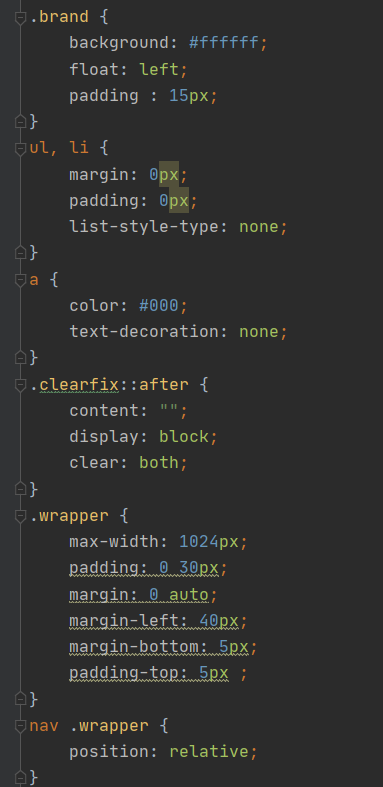 .brand {
    background: #ffffff;
    float: left;
    padding : 15px;
}
ul, li {
    margin: 0px;
    padding: 0px;
    list-style-type: none;
}
a {
    color: #000;
    text-decoration: none;
}
.clearfix::after {
    content: "";
    display: block;
    clear: both;
}
.wrapper {
    max-width: 1024px;
    padding: 0 30px;
    margin: 0 auto;
    margin-left: 40px;
    margin-bottom: 5px;
    padding-top: 5px ;
}
nav .wrapper {
    position: relative;
}